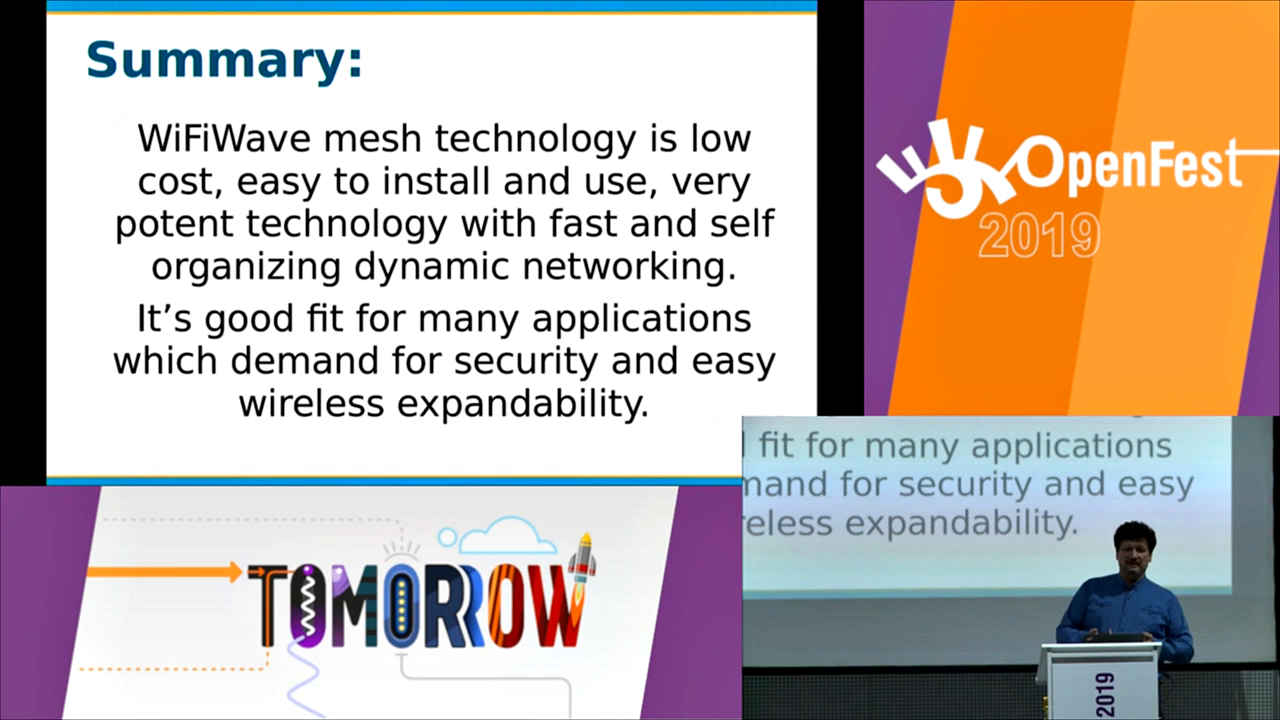 Summary:
WiFiWave mesh technology is low
cost, easy to install and use, very
potent technology with fast and self
organizing dynamic networking.
It’s good fit for many applications
which demand for security and easy
wireless expandability.
OpenFest
2019
fit for many applications
mand for security and easy
reless expandability.
TOMORROW
2019